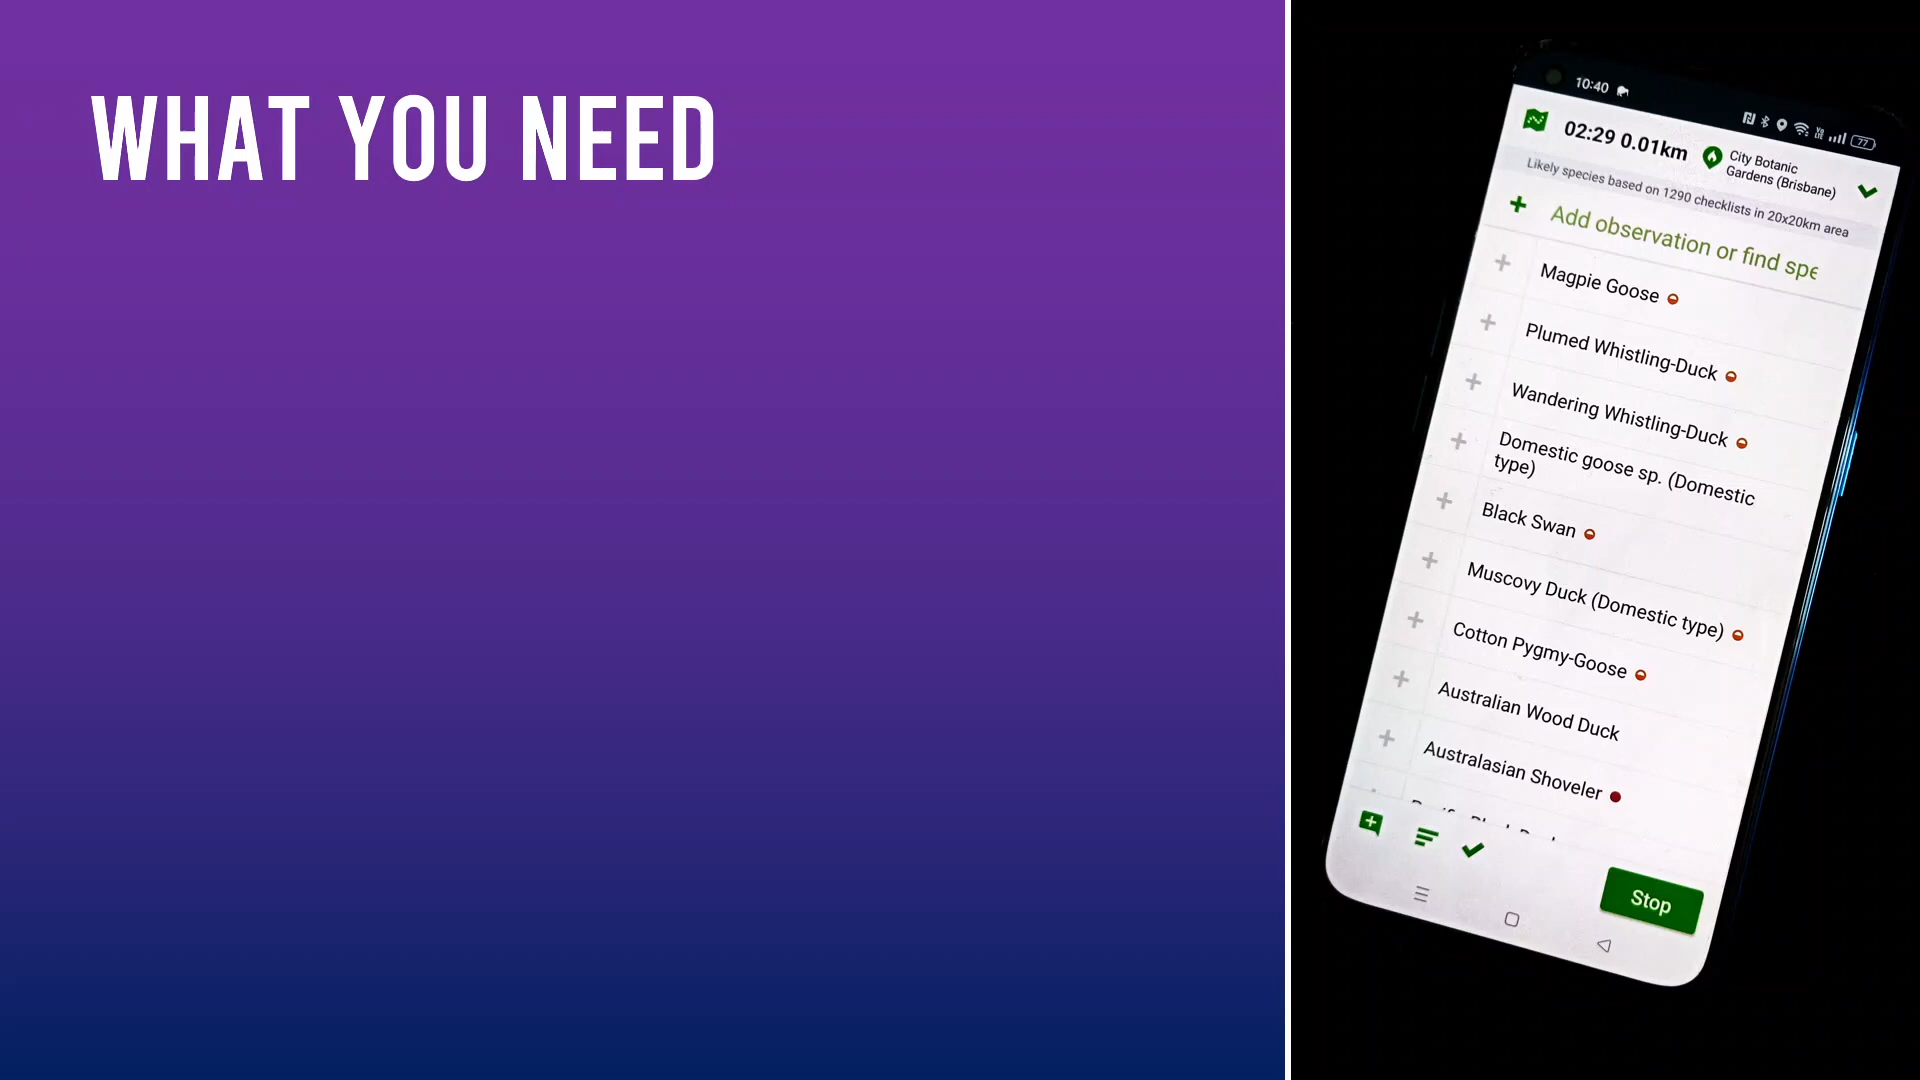 WHAT YOU NEED
10:40
77
02:29 0.01km
City Botanic
Gardens (Brisbane)
Likely species based on 1290 checklists in 20x20km area
Add observation or find spe
Magpie Goose
Plumed Whistling-Duck
Wandering Whistling-Duck
Domestic goose sp. (Domestic
type)
Black Swan
Muscovy Duck (Domestic type)
Cotton Pygmy-Goose
Australian Wood Duck
Australasian Shoveler
Stop